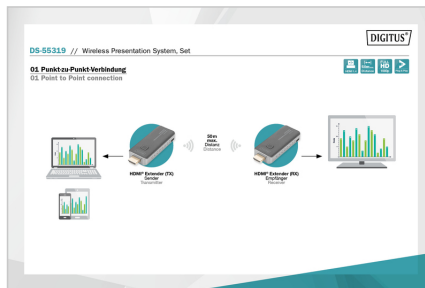 DIGITUS®
DS-55319 // Wireless Presentation System, Set
01 Punkt-zu-Punkt-Verbindung
01 Point to Point connection
50 m
max.
Distanz
Distance
HDMI® Extender (TX)
Sender
Transmitter
HDMI® Extender (RX)
Empfänger
Receiver